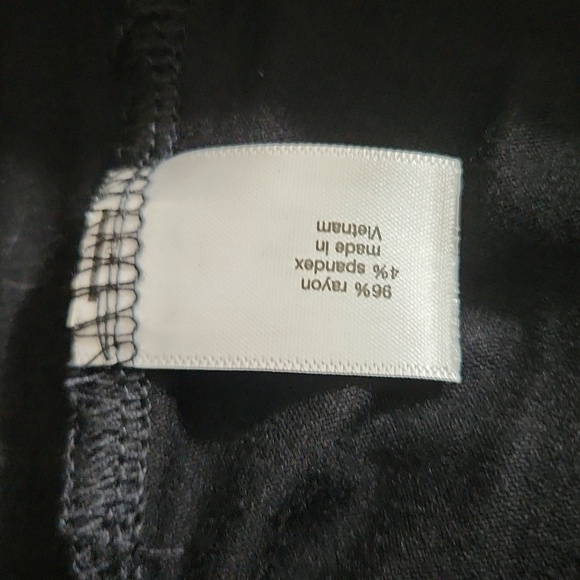 96% rayon
4% spandex
made in
Vietnam